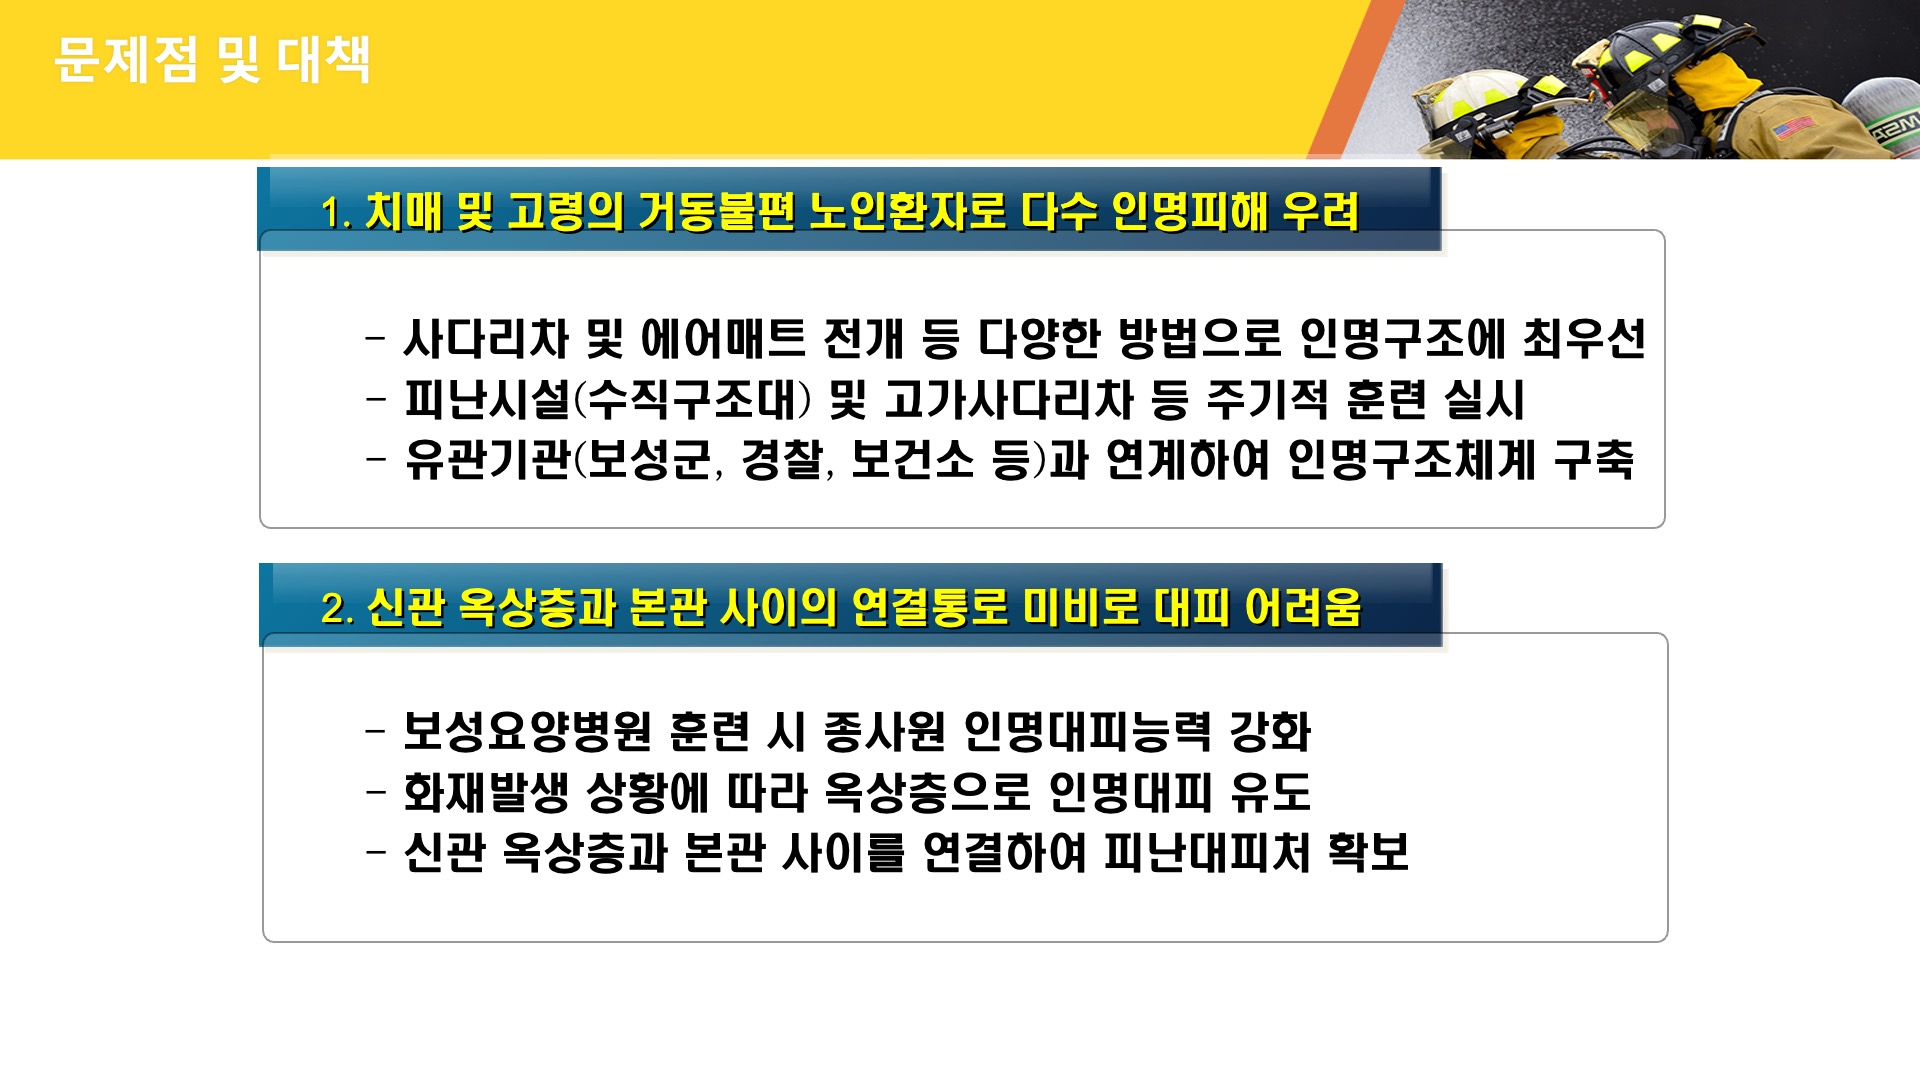 문제점 및 대책
MSA
1. 치매 및 고령의 거동불편 노인환자로 다수 인명피해 우려
- 사다리차 및 에어매트 전개 등 다양한 방법으로 인명구조에 최우선
- 피난시설(수직구조대) 및 고가사다리차 등 주기적 훈련 실시
- 유관기관(보성군, 경찰, 보건소 등)과 연계하여 인명구조체계 구축
2. 신관 옥상층과 본관 사이의 연결통로 미비로 대피 어려움
- 보성요양병원 훈련 시 종사원 인명대피능력 강화
- 화재발생 상황에 따라 옥상층으로 인명대피 유도
- 신관 옥상층과 본관 사이를 연결하여 피난대피처 확보